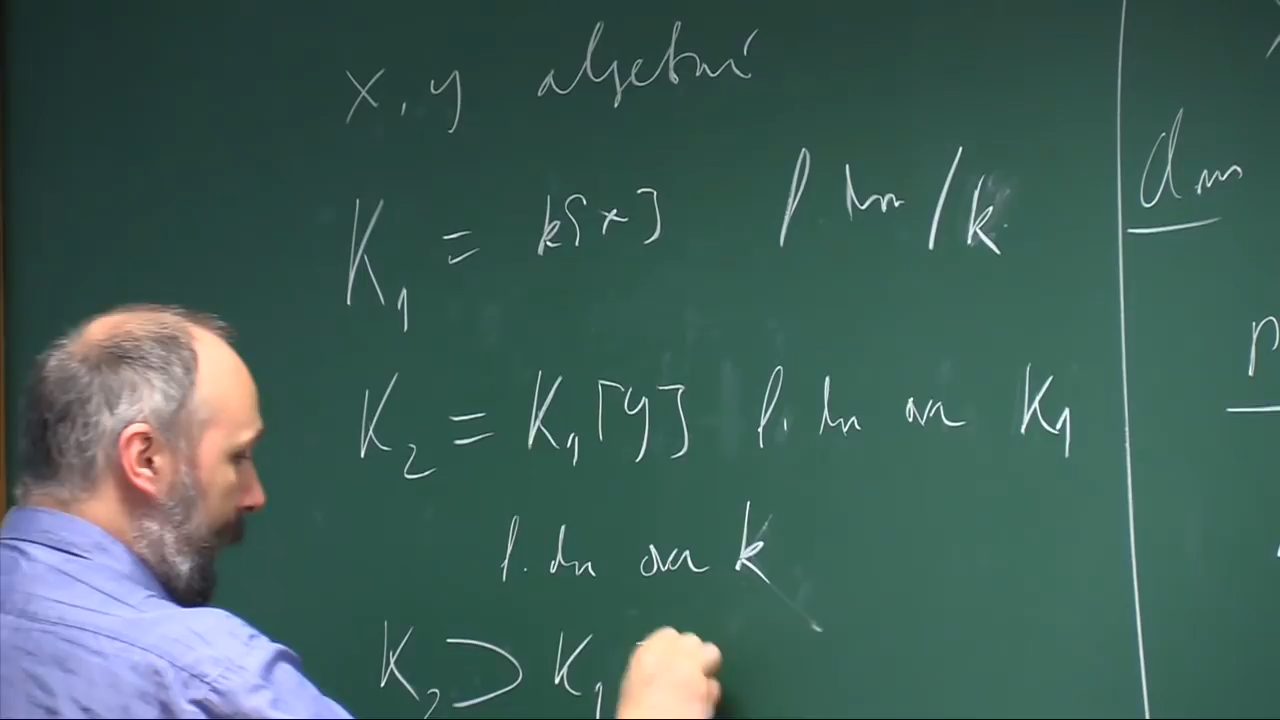 x, y algebraic
K₁ = k[x] f. dim / k
K₂ = K₁[y] f. dim over K₁
f. dim over k
K₂ ⊃ K₁